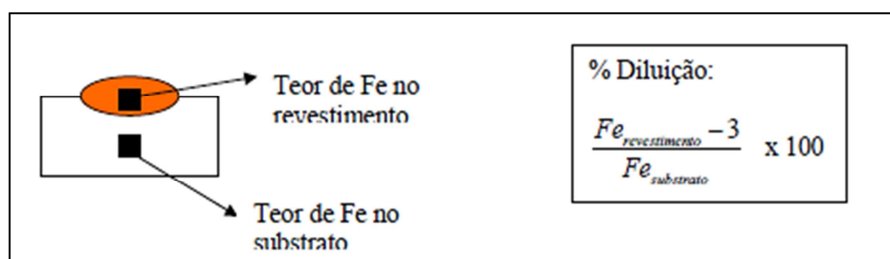 Teor de Fe no
revestimento
Teor de Fe no
substrato
% Diluição:
Fe_revestimento − 3
Fe_substrato
x 100